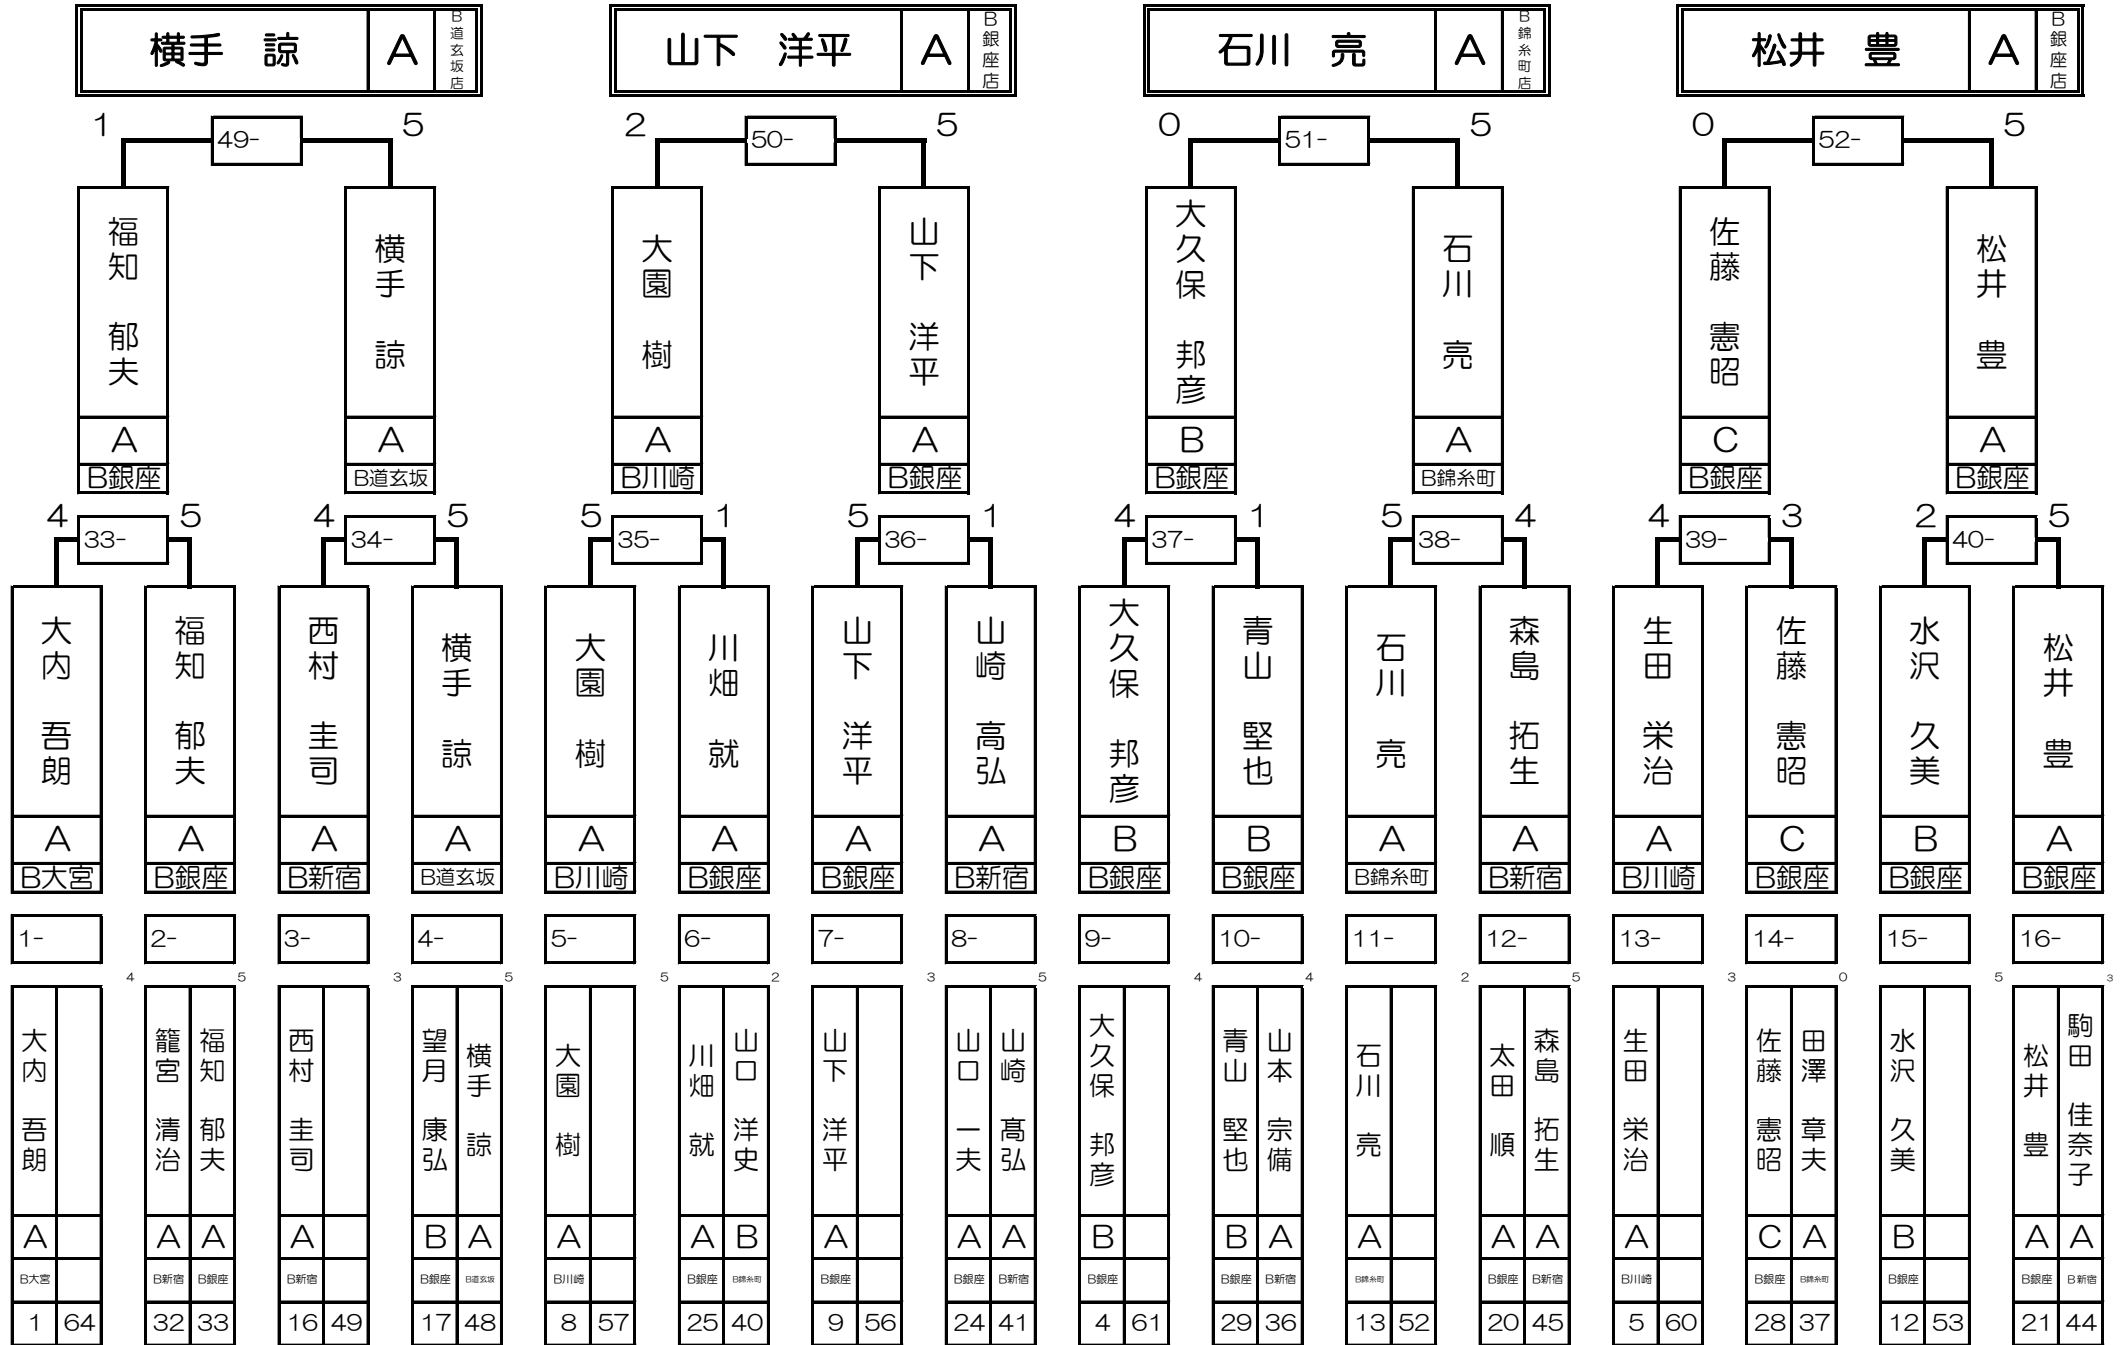 横手　諒 A B道玄坂店
山下　洋平 A B銀座店
石川　亮 A B錦糸町店
松井　豊 A B銀座店
1 49- 5 2 50- 5 0 51- 5 0 52- 5
福知　郁夫 横手　諒 大園　樹 山下　洋平 大久保　邦彦 石川　亮 佐藤　憲昭 松井　豊
A A A A B A C A
B銀座 B道玄坂 B川崎 B銀座 B銀座 B錦糸町 B銀座 B銀座
4 33- 5 4 34- 5 5 35- 1 5 36- 1 4 37- 1 5 38- 4 4 39- 3 2 40- 5
大内　吾朗 福知　郁夫 西村　圭司 横手　諒 大園　樹 川畑　就 山下　洋平 山崎　高弘 大久保　邦彦 青山　堅也 石川　亮 森島　拓生 生田　栄治 佐藤　憲昭 水沢　久美 松井　豊
A A A A A A A A B B A A A C B A
B大宮 B銀座 B新宿 B道玄坂 B川崎 B銀座 B銀座 B新宿 B銀座 B銀座 B錦糸町 B新宿 B川崎 B銀座 B銀座 B銀座
1- 2- 3- 4- 5- 6- 7- 8- 9- 10- 11- 12- 13- 14- 15- 16-
4 5 3 5 5 2 3 5 4 4 2 5 3 0 5 3
大内　吾朗 籠宮　清治 福知　郁夫 西村　圭司 望月　康弘 横手　諒 大園　樹 川畑　就 山口　洋史 山下　洋平 山口　一夫 山崎　髙弘 大久保　邦彦 青山　堅也 山本　宗備 石川　亮 太田　順 森島　拓生 生田　栄治 佐藤　憲昭 田澤　章夫 水沢　久美 松井　豊 駒田　佳奈子
A A A A B A A A B A A A B B A A A A A C A B A A
B大宮 B新宿 B銀座 B新宿 B銀座 B道玄坂 B川崎 B銀座 B錦糸町 B銀座 B銀座 B新宿 B銀座 B銀座 B新宿 B錦糸町 B銀座 B新宿 B川崎 B銀座 B錦糸町 B銀座 B銀座 B新宿
1 64 32 33 16 49 17 48 8 57 25 40 9 56 24 41 4 61 29 36 13 52 20 45 5 60 28 37 12 53 21 44